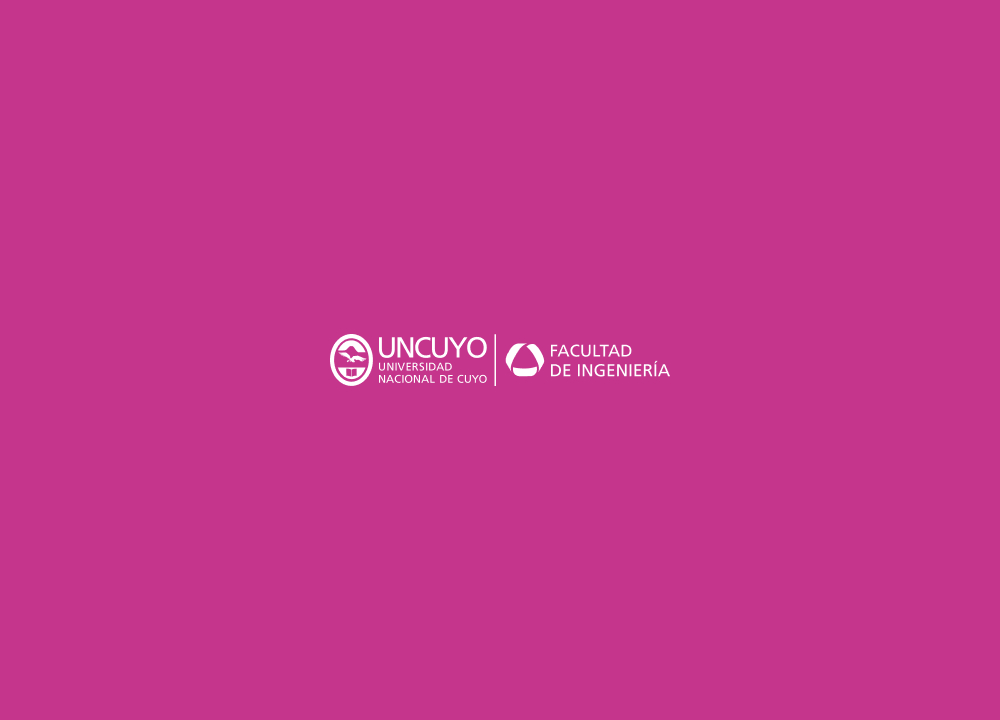 UNCUYO
UNIVERSIDAD
NACIONAL DE CUYO
FACULTAD
DE INGENIERÍA